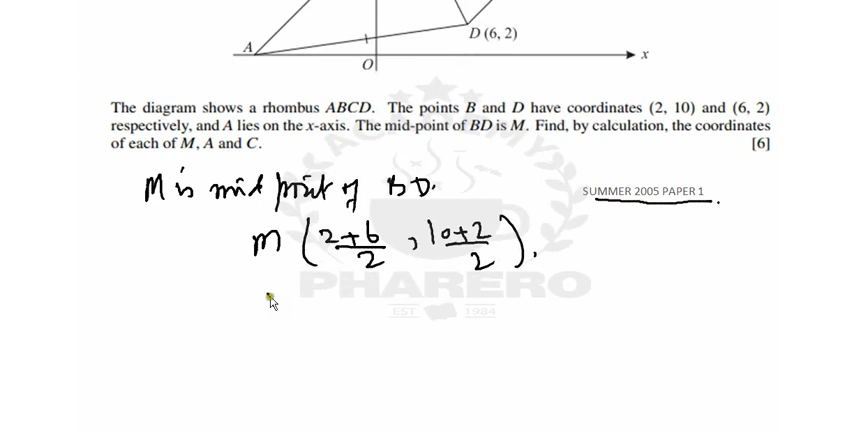 A
D (6, 2)
x
O
The diagram shows a rhombus ABCD. The points B and D have coordinates (2, 10) and (6, 2)
respectively, and A lies on the x-axis. The mid-point of BD is M. Find, by calculation, the coordinates
of each of M, A and C. [6]
M is mid point of BD.
SUMMER 2005 PAPER 1
M (2+6/2, 10+2/2).
ACADEMY
PHARERO
EST 1984